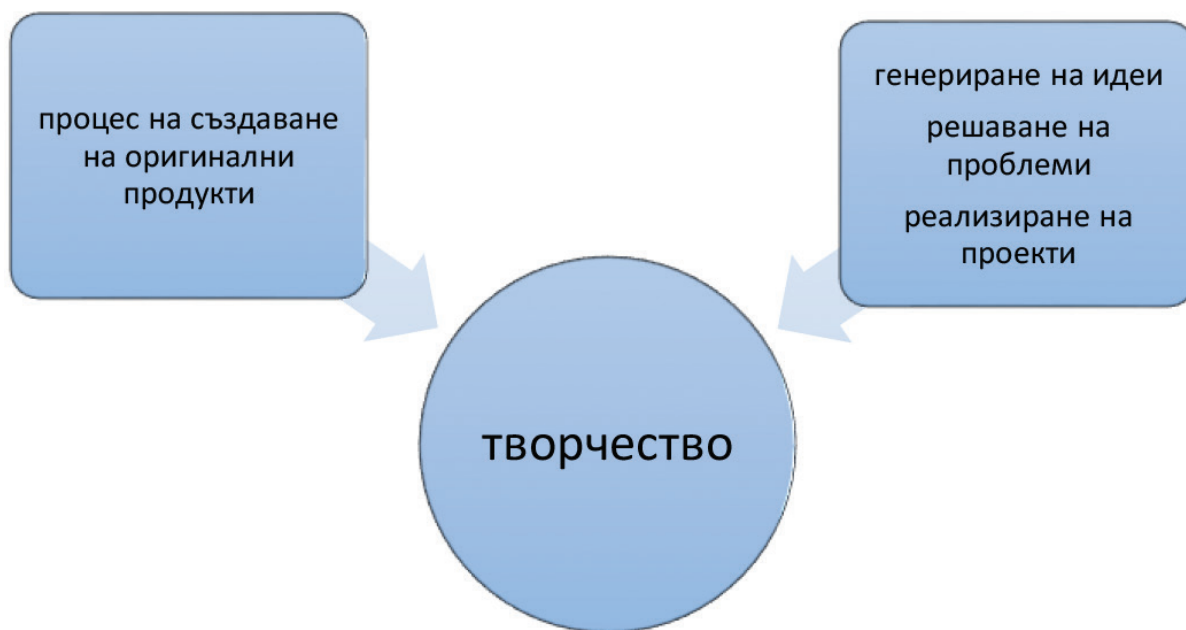 процес на създаване
на оригинални
продукти
генериране на идеи
решаване на
проблеми
реализиране на
проекти
творчество